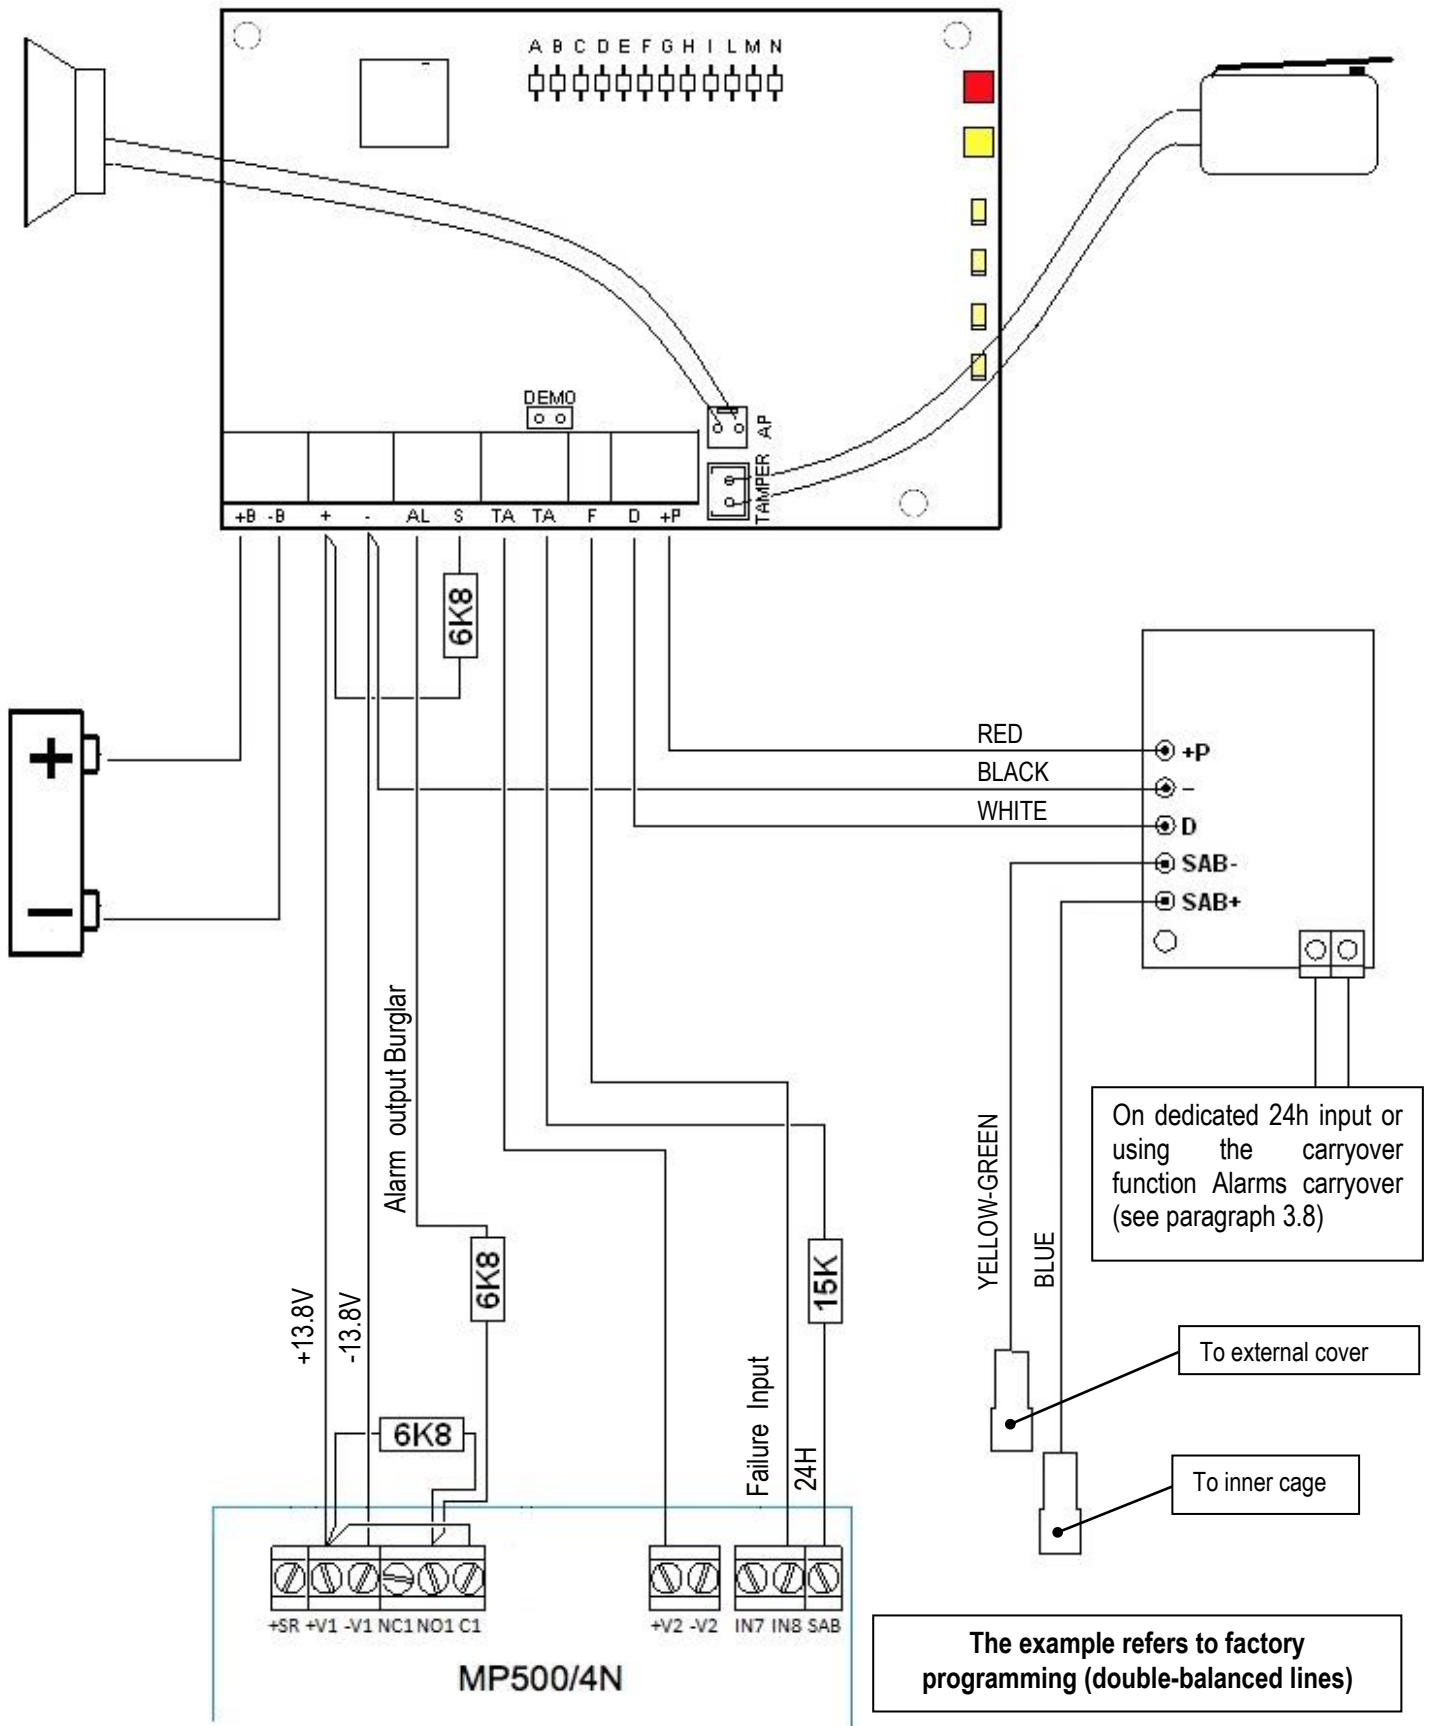 A B C D E F G H I L M N
DEMO
AP
TAMPER
+B -B + - AL S TA TA F D +P
6K8
+
−
RED
BLACK
WHITE
+P
–
D
SAB-
SAB+
Alarm output Burglar
+13.8V
-13.8V
6K8
6K8
15K
Failure Input
24H
YELLOW-GREEN
BLUE
On dedicated 24h input or
using the carryover
function Alarms carryover
(see paragraph 3.8)
To external cover
To inner cage
+SR +V1 -V1 NC1 NO1 C1
+V2 -V2
IN7 IN8 SAB
MP500/4N
The example refers to factory
programming (double-balanced lines)